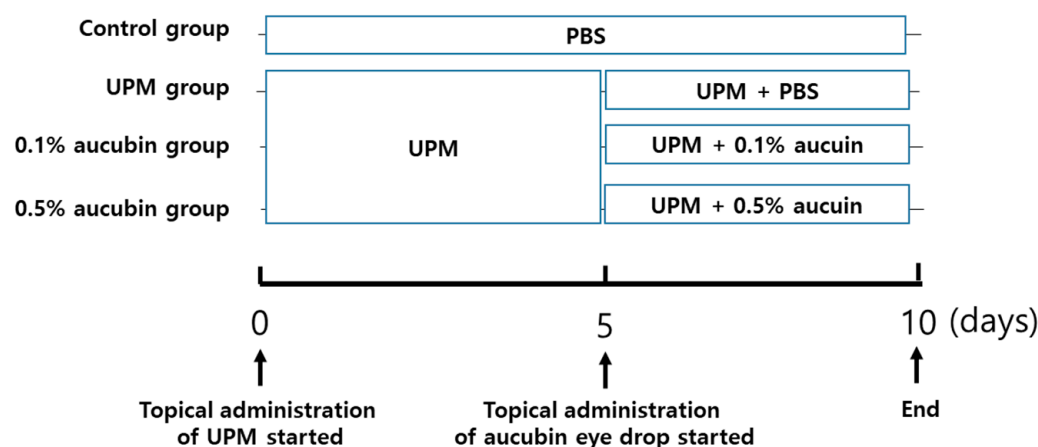 Control group
PBS
UPM group
UPM + PBS
0.1% aucubin group
UPM
UPM + 0.1% aucuin
0.5% aucubin group
UPM + 0.5% aucuin
0
5
10 (days)
Topical administration
of UPM started
Topical administration
of aucubin eye drop started
End